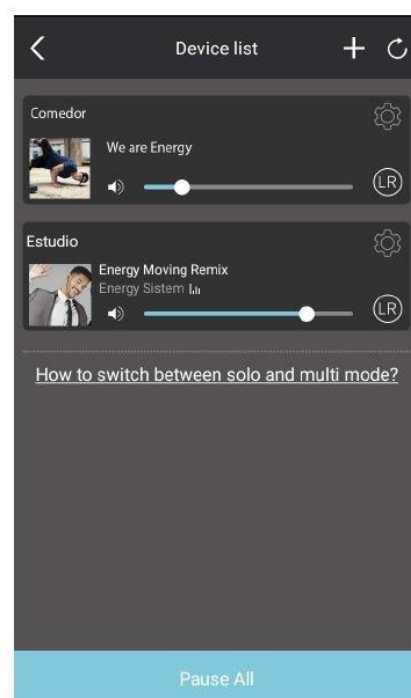 Device list
Comedor
We are Energy
LR
Estudio
Energy Moving Remix
Energy Sistem
LR
How to switch between solo and multi mode?
Pause All